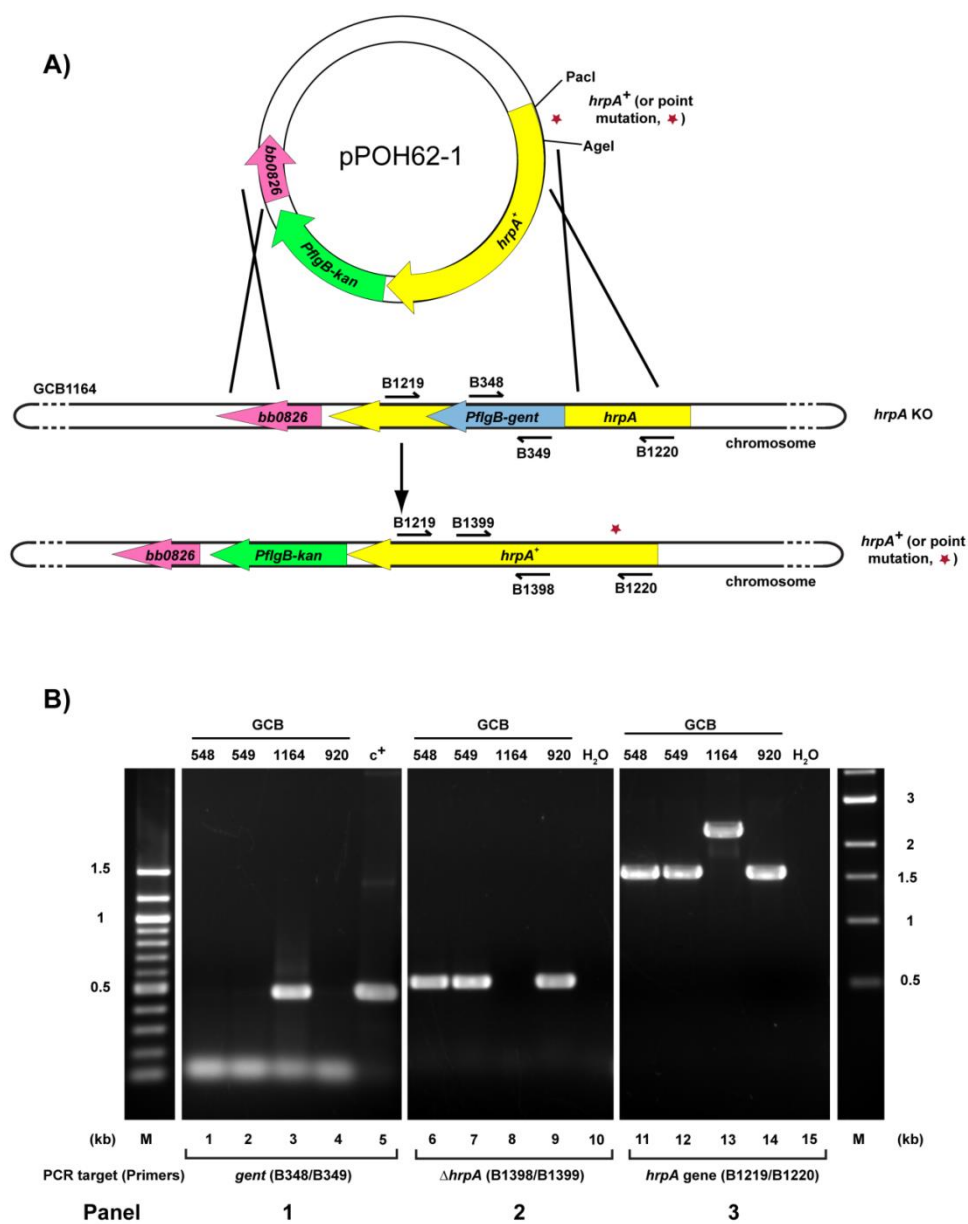 A)
PacI
hrpA+ (or point
mutation, ★)
AgeI
pPOH62-1
bb0826
PflgB-kan
hrpA+
GCB1164
B1219
B348
bb0826
PflgB-gent
hrpA
hrpA KO
B349
B1220
chromosome
B1219
B1399
bb0826
PflgB-kan
hrpA+
hrpA+ (or point
mutation, ★)
B1398
B1220
chromosome
B)
GCB
GCB
GCB
548 549 1164 920 c+
548 549 1164 920 H2O
548 549 1164 920 H2O
1.5
1
0.5
3
2
1.5
1
0.5
(kb) M 1 2 3 4 5 6 7 8 9 10 11 12 13 14 15 M (kb)
PCR target (Primers) gent (B348/B349) ΔhrpA (B1398/B1399) hrpA gene (B1219/B1220)
Panel 1 2 3